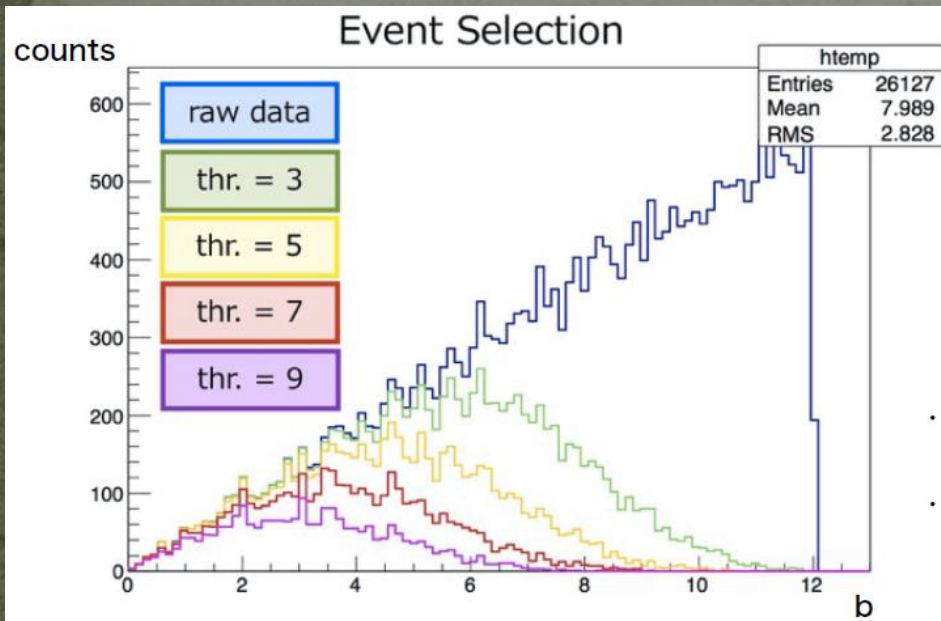 Event Selection
counts
htemp
Entries 26127
Mean 7.989
RMS 2.828
raw data
thr. = 3
thr. = 5
thr. = 7
thr. = 9
600
500
400
300
200
100
0
0 2 4 6 8 10 12
b